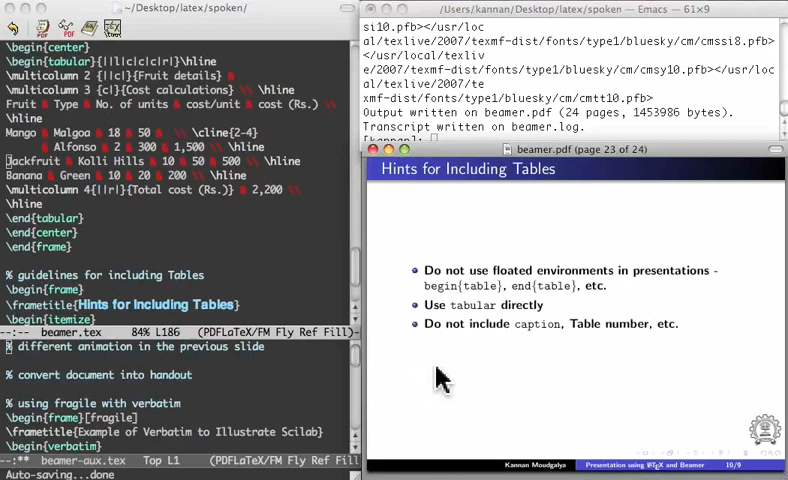 ~/Desktop/latex/spoken/
\begin{center}
\begin{tabular}{||l|c|c|c|r|}\hline
\multicolumn 2 {||c|}{Fruit details} &
\multicolumn 3 {c|}{Cost calculations} \\ \hline
Fruit & Type & No. of units & cost/unit & cost (Rs.) \\
\hline
Mango & Malgoa & 18 & 50 & \\ \cline{2-4}
& Alfonso & 2 & 300 & 1,500 \\ \hline
Jackfruit & Kolli Hills & 10 & 50 & 500 \\ \hline
Banana & Green & 10 & 20 & 200 \\ \hline
\multicolumn 4{||r|}{Total cost (Rs.)} & 2,200 \\
\hline
\end{tabular}
\end{center}
\end{frame}
% guidelines for including Tables
\begin{frame}
\frametitle{Hints for Including Tables}
\begin{itemize}
--:-- beamer.tex 84% L186 (PDFLaTeX/FM Fly Ref Fill)--
% different animation in the previous slide
% convert document into handout
% using fragile with verbatim
\begin{frame}[fragile]
\frametitle{Example of Verbatim to Illustrate Scilab}
\begin{verbatim}
--:** beamer-aux.tex Top L1 (PDFLaTeX/FM Fly Ref Fill)--
Auto-saving...done
/Users/kannan/Desktop/latex/spoken — Emacs — 61×9
si10.pfb></usr/loc
al/texlive/2007/texmf-dist/fonts/type1/bluesky/cm/cmssi8.pfb>
</usr/local/texliv
e/2007/texmf-dist/fonts/type1/bluesky/cm/cmsy10.pfb></usr/loc
al/texlive/2007/te
xmf-dist/fonts/type1/bluesky/cm/cmtt10.pfb>
Output written on beamer.pdf (24 pages, 1453986 bytes).
Transcript written on beamer.log.
beamer.pdf (page 23 of 24)
Hints for Including Tables
Do not use floated environments in presentations -
begin{table}, end{table}, etc.
Use tabular directly
Do not include caption, Table number, etc.
Kannan Moudgalya Presentation using LATEX and Beamer 10/9